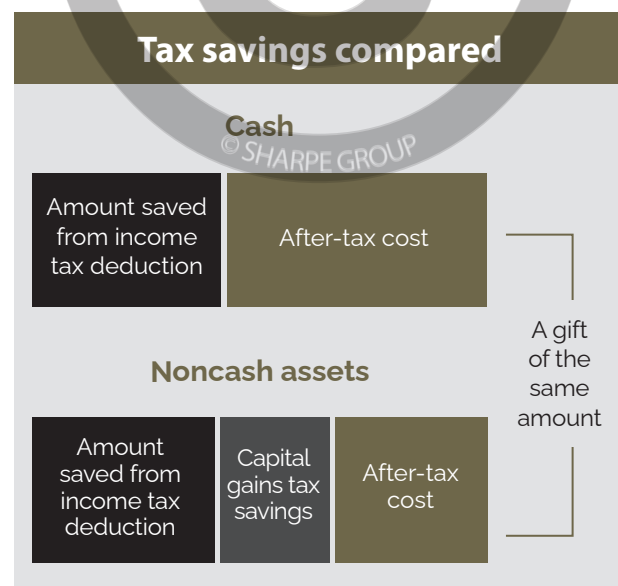 Tax savings compared
Cash
© SHARPE GROUP
Amount saved
from income
tax deduction
After-tax cost
A gift
of the
same
amount
Noncash assets
Amount
saved from
income tax
deduction
Capital
gains tax
savings
After-tax
cost